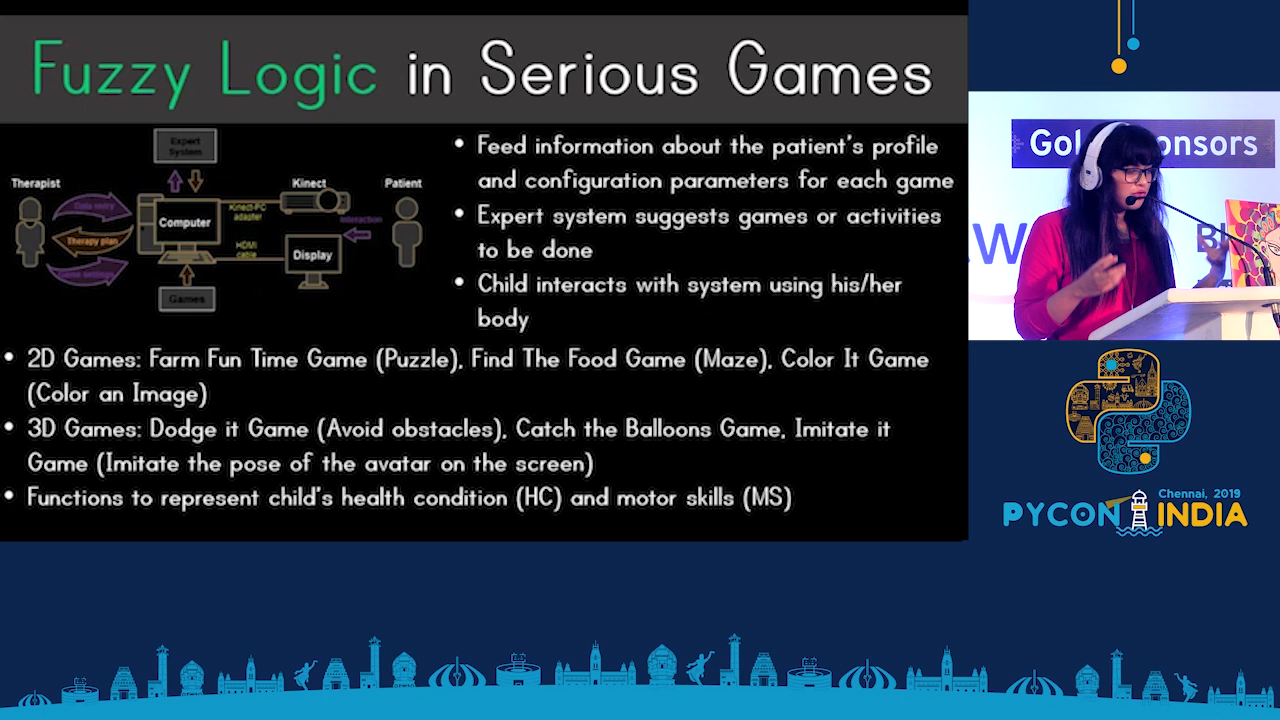 Fuzzy Logic in Serious Games
Expert
System
Therapist
Kinect
Patient
Data entry
Kinect-PC
adapter
Interaction
Computer
Therapy plan
HDMI
cable
Display
Game settings
Games
• Feed information about the patient's profile
and configuration parameters for each game
• Expert system suggests games or activities
to be done
• Child interacts with system using his/her
body
• 2D Games: Farm Fun Time Game (Puzzle), Find The Food Game (Maze), Color It Game
(Color an Image)
• 3D Games: Dodge it Game (Avoid obstacles), Catch the Balloons Game, Imitate it
Game (Imitate the pose of the avatar on the screen)
• Functions to represent child's health condition (HC) and motor skills (MS)
Chennai, 2019
PYCON INDIA